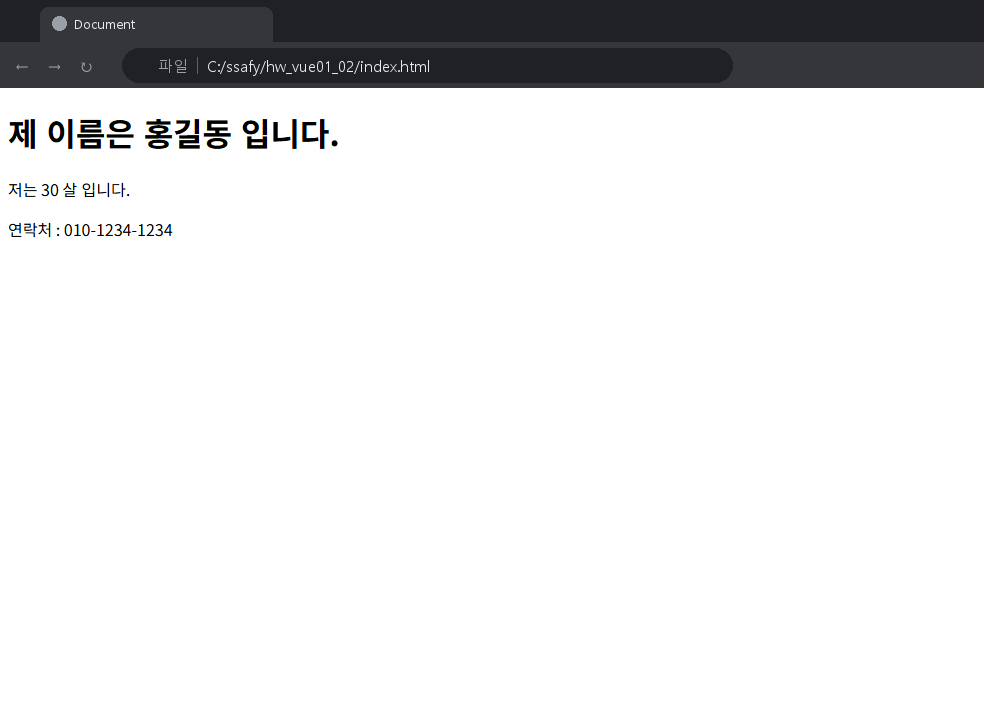 Document
← → ↻ 파일 | C:/ssafy/hw_vue01_02/index.html
제 이름은 홍길동 입니다.
저는 30 살 입니다.
연락처 : 010-1234-1234